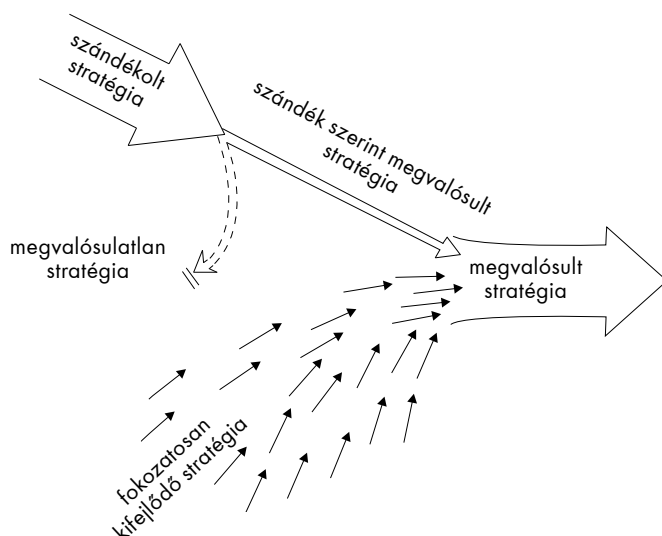 szándékolt
stratégia
szándék szerint megvalósult
stratégia
megvalósulatlan
stratégia
megvalósult
stratégia
fokozatosan
kifejlődő stratégia